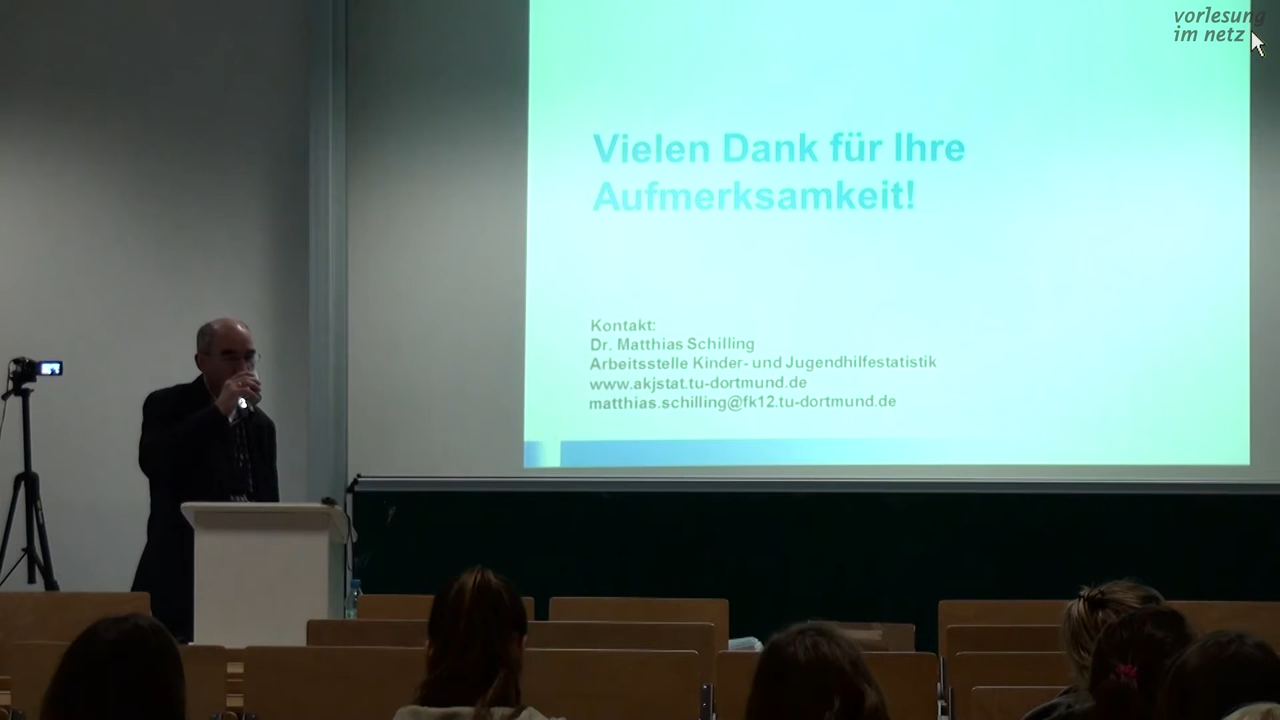 vorlesung
im netz
Vielen Dank für Ihre
Aufmerksamkeit!
Kontakt:
Dr. Matthias Schilling
Arbeitsstelle Kinder- und Jugendhilfestatistik
www.akjstat.tu-dortmund.de
matthias.schilling@fk12.tu-dortmund.de